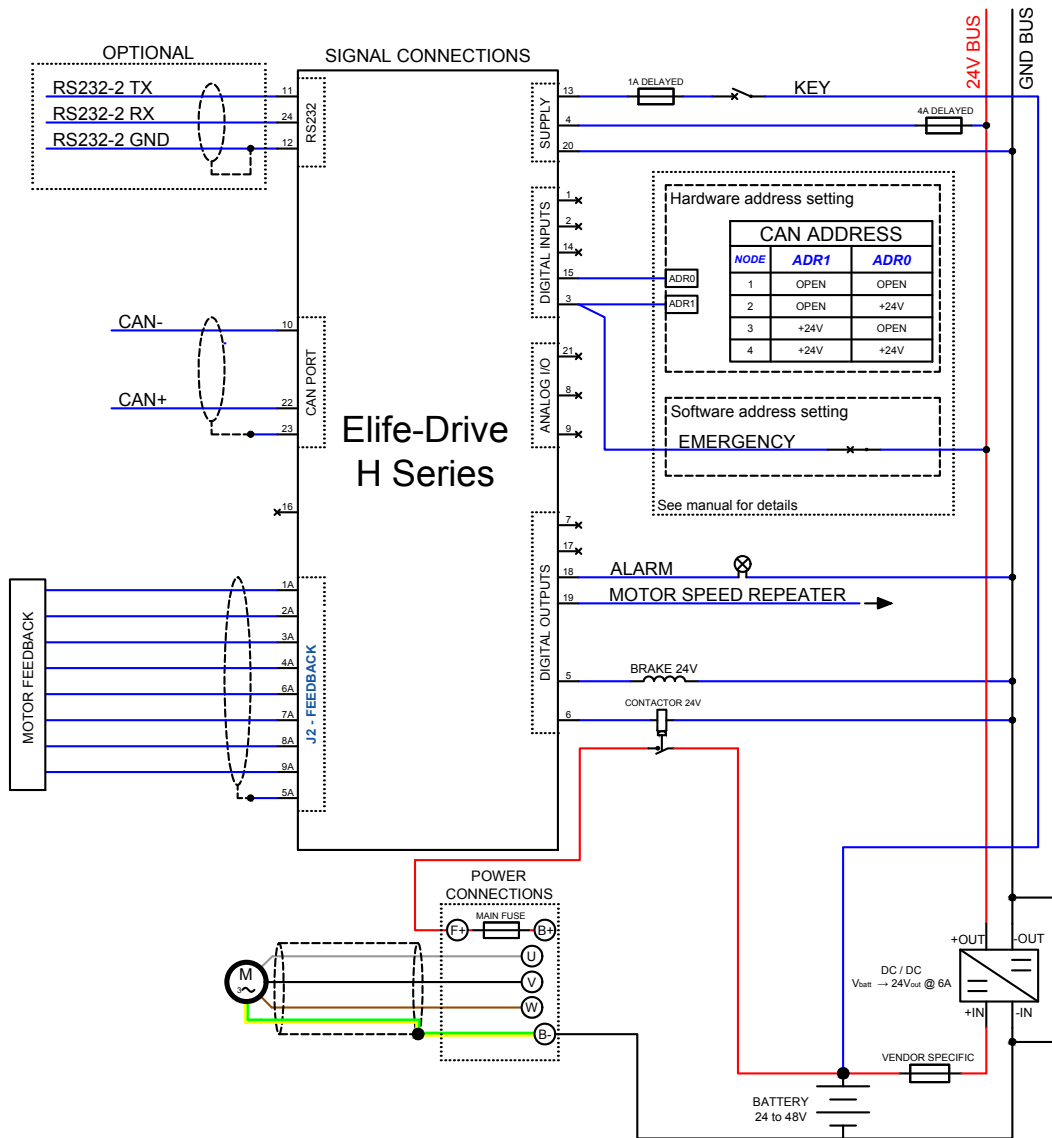 OPTIONAL
SIGNAL CONNECTIONS
24V BUS
GND BUS
RS232-2 TX
RS232-2 RX
RS232-2 GND
11
24
12
RS232
13
4
20
SUPPLY
1A DELAYED
KEY
4A DELAYED
1
2
14
15
3
DIGITAL INPUTS
ADR0
ADR1
Hardware address setting
CAN ADDRESS
NODE ADR1 ADR0
1 OPEN OPEN
2 OPEN +24V
3 +24V OPEN
4 +24V +24V
CAN-
CAN+
10
22
23
CAN PORT
21
8
9
ANALOG I/O
Software address setting
EMERGENCY
See manual for details
Elife-Drive
H Series
16
7
17
18
19
5
6
DIGITAL OUTPUTS
ALARM
MOTOR SPEED REPEATER
BRAKE 24V
CONTACTOR 24V
MOTOR FEEDBACK
1A
2A
3A
4A
6A
7A
8A
9A
5A
J2 - FEEDBACK
POWER
CONNECTIONS
MAIN FUSE
F+
B+
U
V
W
B-
M
3~
+OUT
-OUT
DC / DC
Vbatt → 24Vout @ 6A
+IN
-IN
VENDOR SPECIFIC
BATTERY
24 to 48V